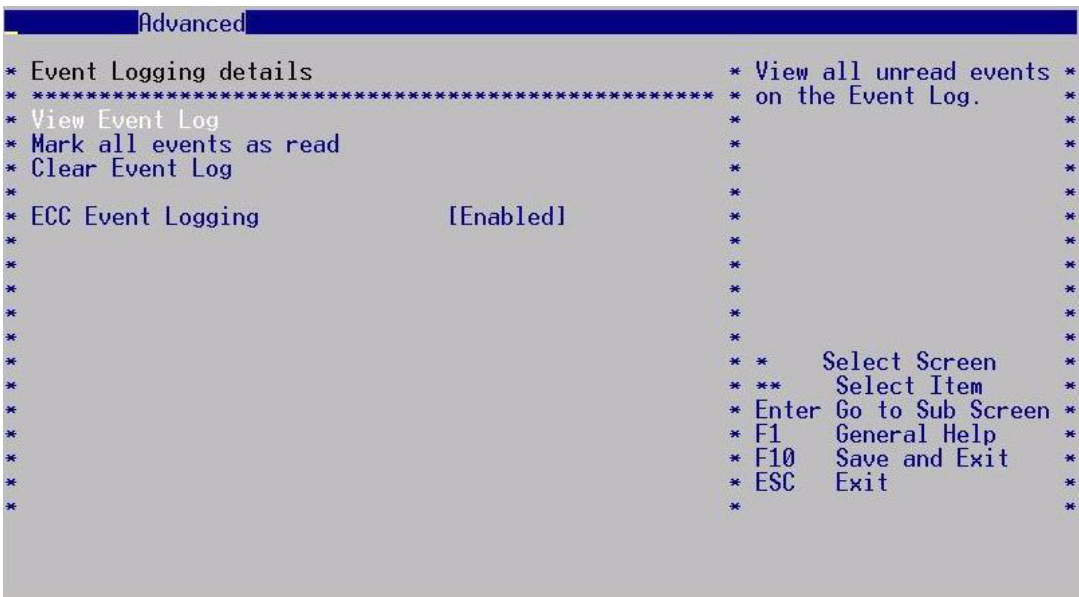 Advanced
* Event Logging details
* ***************************************************
* View Event Log
* Mark all events as read
* Clear Event Log
*
* ECC Event Logging [Enabled]
*
*
*
*
*
*
*
*
*
*
*
* View all unread events *
* on the Event Log. *
* *
* *
* *
* *
* *
* *
* *
* *
* *
* *
* * Select Screen *
* ** Select Item *
* Enter Go to Sub Screen *
* F1 General Help *
* F10 Save and Exit *
* ESC Exit *
* *